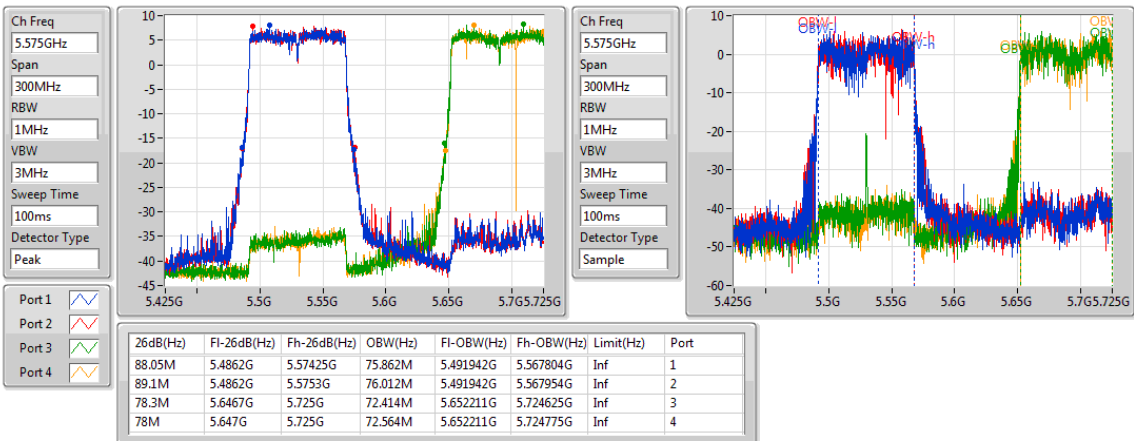 Ch Freq
5.575GHz
Span
300MHz
RBW
1MHz
VBW
3MHz
Sweep Time
100ms
Detector Type
Peak
10
5
0
-5
-10
-15
-20
-25
-30
-35
-40
-45
5.425G 5.5G 5.55G 5.6G 5.65G 5.7G 5.725G
Ch Freq
5.575GHz
Span
300MHz
RBW
1MHz
VBW
3MHz
Sweep Time
100ms
Detector Type
Sample
10
0
-10
-20
-30
-40
-50
-60
OBW-l
OBW-h
5.425G 5.5G 5.55G 5.6G 5.65G 5.7G 5.725G
Port 1
Port 2
Port 3
Port 4
26dB(Hz) Fl-26dB(Hz) Fh-26dB(Hz) OBW(Hz) Fl-OBW(Hz) Fh-OBW(Hz) Limit(Hz) Port
88.05M 5.4862G 5.57425G 75.862M 5.491942G 5.567804G Inf 1
89.1M 5.4862G 5.5753G 76.012M 5.491942G 5.567954G Inf 2
78.3M 5.6467G 5.725G 72.414M 5.652211G 5.724625G Inf 3
78M 5.647G 5.725G 72.564M 5.652211G 5.724775G Inf 4